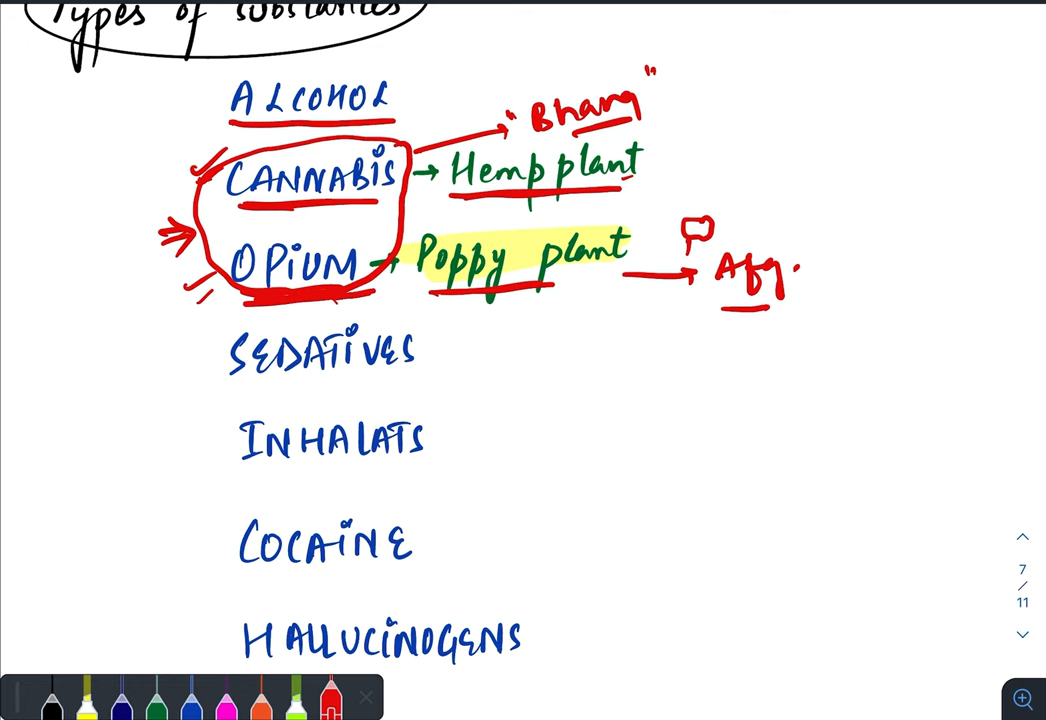 Types of substances
ALCOHOL
"Bhang"
CANNABIS → Hemp plant
OPIUM → Poppy plant → Afg.
SEDATIVES
INHALATS
COCAINE
HALLUCINOGENS
7
/
11